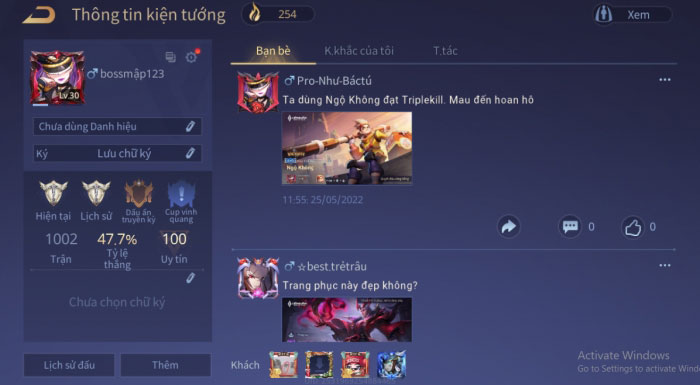 Thông tin kiện tướng
254
Xem
bossmập123
Lv.30
Chưa dùng Danh hiệu
Ký
Lưu chữ ký
Hiện tại
Lịch sử
Dấu ấn truyền kỳ
Cup vinh quang
1002
47.7%
100
Trận
Tỷ lệ thắng
Uy tín
Chưa chọn chữ ký
Lịch sử đấu
Thêm
Bạn bè
K.khắc của tôi
T.tác
Pro-Như-Báctú
Ta dùng Ngộ Không đạt Triplekill. Mau đến hoan hô
Ngộ Không
11:55: 25/05/2022
0
0
☆best.trẻtrâu
Trang phục này đẹp không?
Khách
Activate Windows
Go to Settings to activate Wind